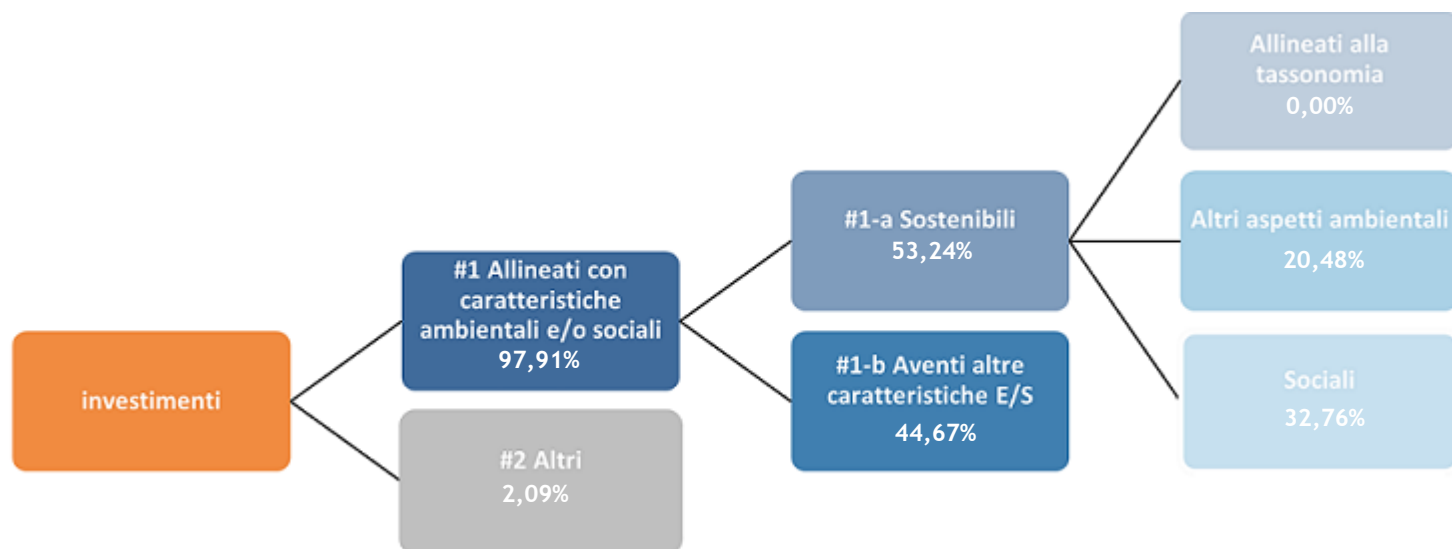 investimenti
#1 Allineati con
caratteristiche
ambientali e/o sociali
97,91%
#2 Altri
2,09%
#1-a Sostenibili
53,24%
#1-b Aventi altre
caratteristiche E/S
44,67%
Allineati alla
tassonomia
0,00%
Altri aspetti ambientali
20,48%
Sociali
32,76%